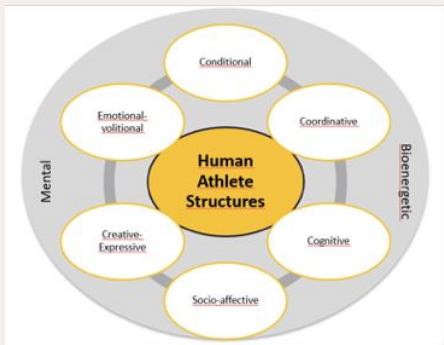 Conditional
Emotional-
volitional
Coordinative
Mental
Human
Athlete
Structures
Bioenergetic
Creative-
Expressive
Cognitive
Socio-affective